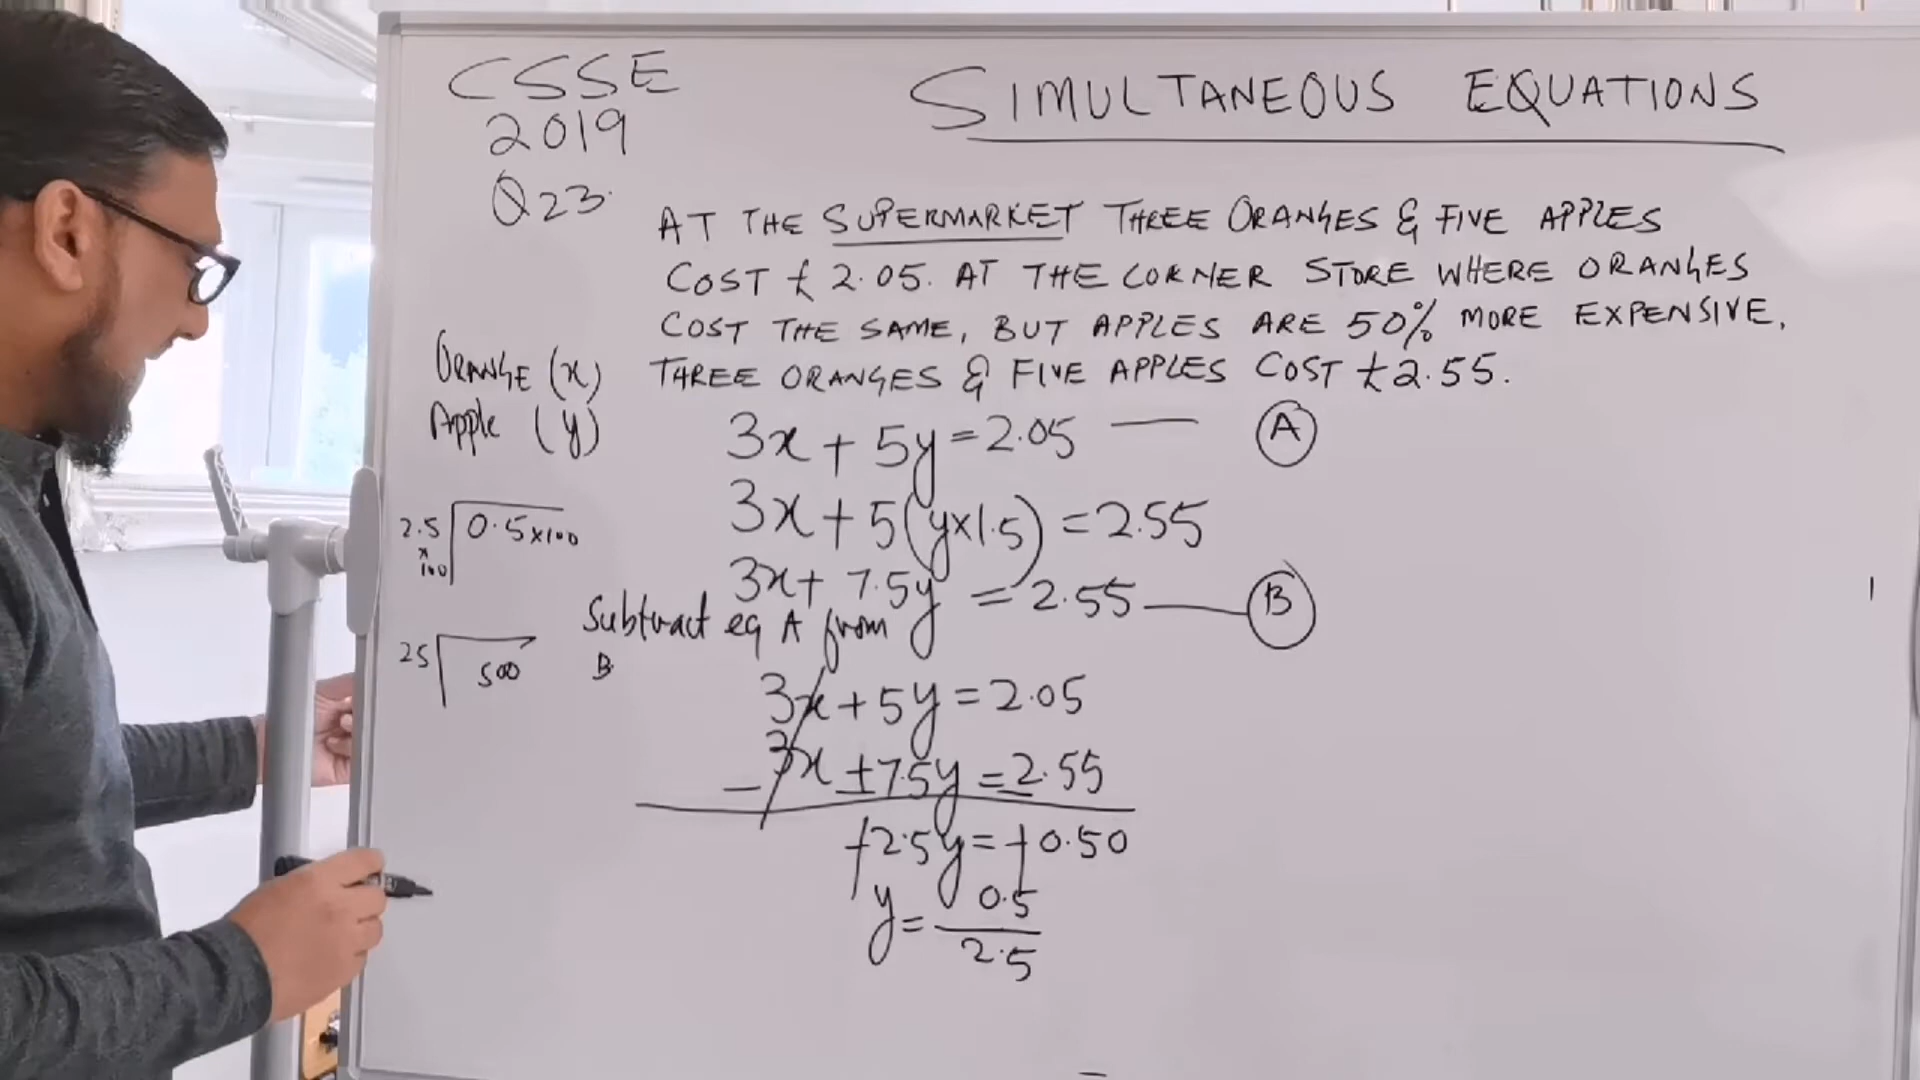 CSSE
2019
Q23.
SIMULTANEOUS EQUATIONS
AT THE SUPERMARKET THREE ORANGES & FIVE APPLES
COST £2.05. AT THE CORNER STORE WHERE ORANGES
COST THE SAME, BUT APPLES ARE 50% MORE EXPENSIVE,
THREE ORANGES & FIVE APPLES COST £2.55.
ORANGE (x)
Apple (y)
3x + 5y = 2.05 — A
3x + 5(y×1.5) = 2.55
3x + 7.5y = 2.55 — B
2.5 0.5×100
×
100
25 500
Subtract eq A from
B
3x + 5y = 2.05
- 3x ± 7.5y = 2.55
+2.5y = +0.50
y = 0.5
2.5